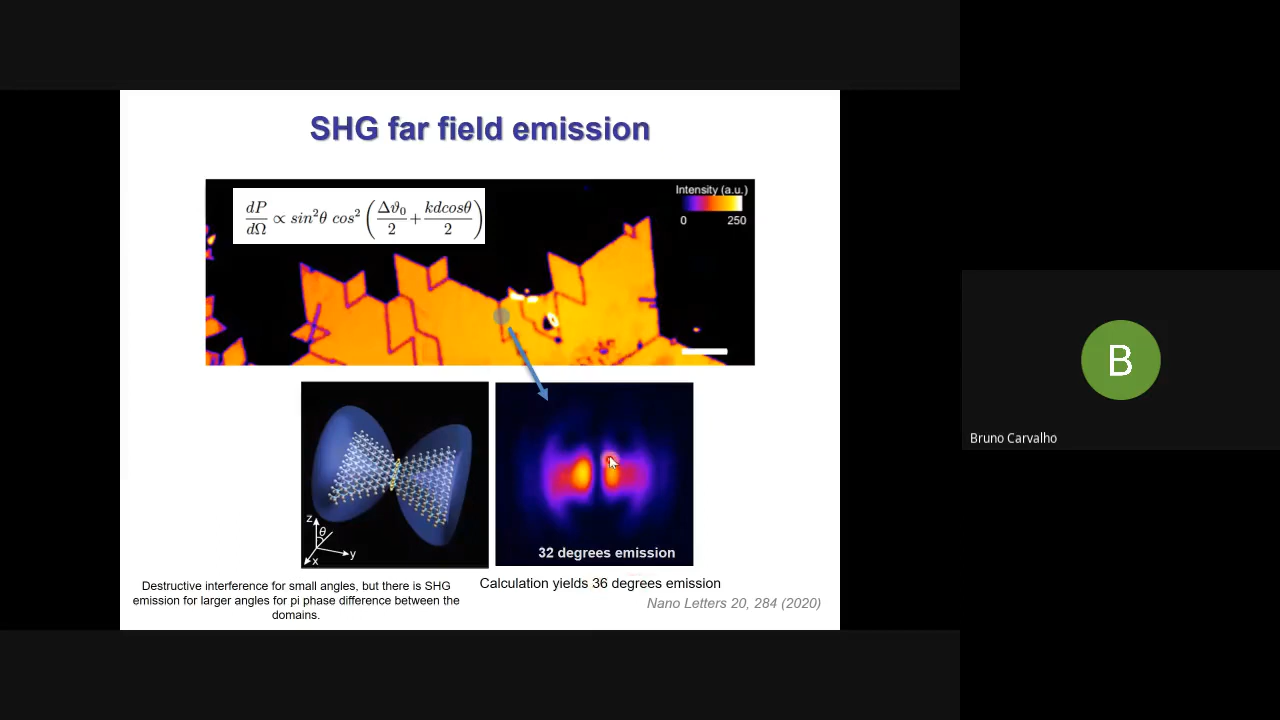 SHG far field emission
dP/dΩ ∝ sin²θ cos² (Δϑ₀/2 + kdcosθ/2)
Intensity (a.u.)
0 250
z
θ
y
x
32 degrees emission
Destructive interference for small angles, but there is SHG
emission for larger angles for pi phase difference between the
domains.
Calculation yields 36 degrees emission
Nano Letters 20, 284 (2020)
B
Bruno Carvalho